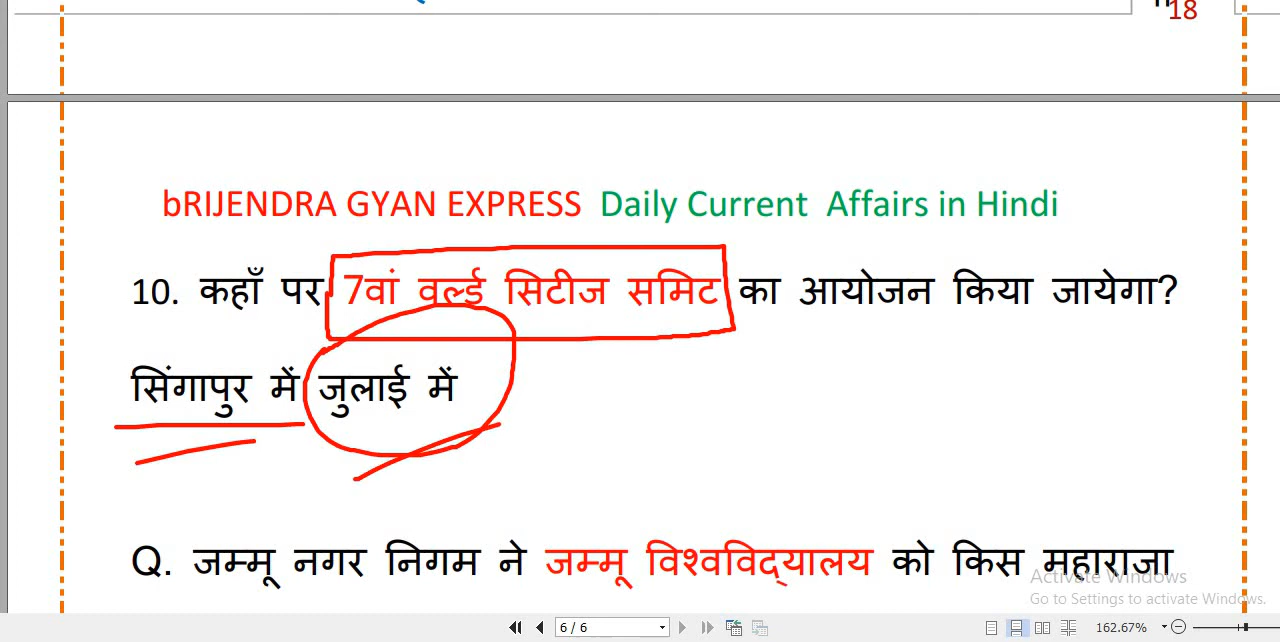 18
bRIJENDRA GYAN EXPRESS Daily Current Affairs in Hindi
10. कहाँ पर 7वां वर्ल्ड सिटीज समिट का आयोजन किया जायेगा?
सिंगापुर में जुलाई में
Q. जम्मू नगर निगम ने जम्मू विश्वविद्यालय को किस महाराजा
Activate Windows
Go to Settings to activate Windows.
6 / 6
162.67%